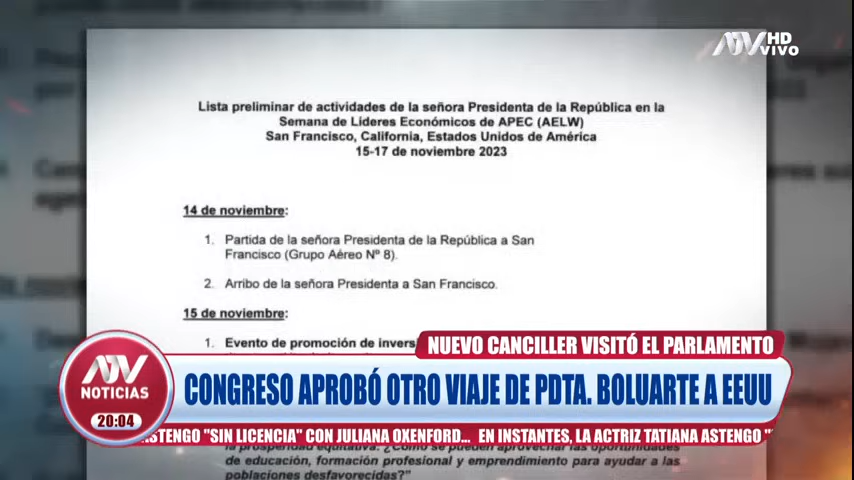 ATV HD
VIVO
Lista preliminar de actividades de la señora Presidenta de la República en la
Semana de Líderes Económicos de APEC (AELW)
San Francisco, California, Estados Unidos de América
15-17 de noviembre 2023
14 de noviembre:
1. Partida de la señora Presidenta de la República a San
Francisco (Grupo Aéreo Nº 8).
2. Arribo de la señora Presidenta a San Francisco.
15 de noviembre:
1. Evento de promoción de invers
NUEVO CANCILLER VISITÓ EL PARLAMENTO
CONGRESO APROBÓ OTRO VIAJE DE PDTA. BOLUARTE A EEUU
ATV
NOTICIAS
20:04
ASTENGO "SIN LICENCIA" CON JULIANA OXENFORD... EN INSTANTES, LA ACTRIZ TATIANA ASTENGO "
la prosperidad equitativa. ¿Cómo se pueden aprovechar las oportunidades
de educación, formación profesional y emprendimiento para ayudar a las
poblaciones desfavorecidas?"